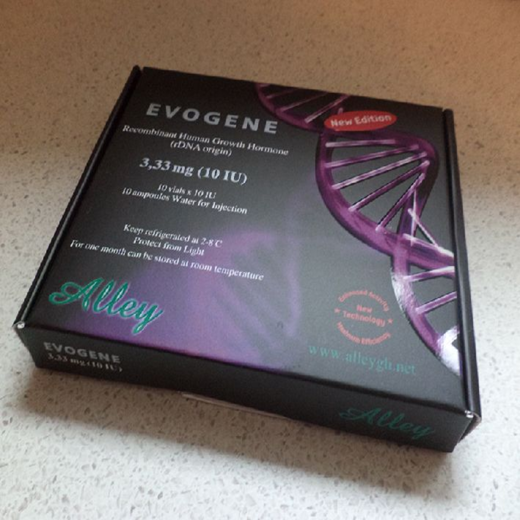 EVOGENE
New Edition
Recombinant Human Growth Hormone
(rDNA origin)
3,33 mg (10 IU)
10 vials x 10 IU
10 ampoules Water for Injection
Keep refrigerated at 2-8 C
Protect from Light
For one month can be stored at room temperature
Alley
New
Technology
www.alleygh.net
EVOGENE
3,33 mg (10 IU)
Alley